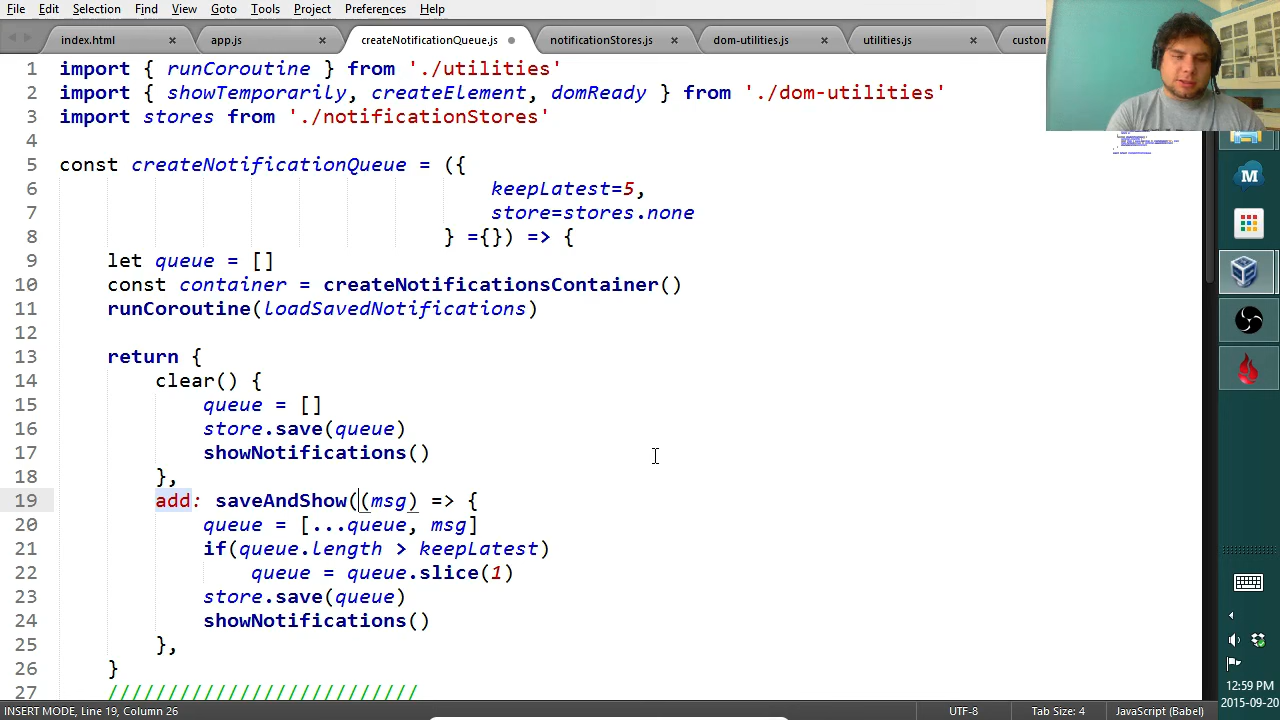 File Edit Selection Find View Goto Tools Project Preferences Help
index.html × app.js × createNotificationQueue.js notificationStores.js × dom-utilities.js × utilities.js ×
1 import { runCoroutine } from './utilities'
2 import { showTemporarily, createElement, domReady } from './dom-utilities'
3 import stores from './notificationStores'
4
5 const createNotificationQueue = ({
6 keepLatest=5,
7 store=stores.none
8 } ={}) => {
9 let queue = []
10 const container = createNotificationsContainer()
11 runCoroutine(loadSavedNotifications)
12
13 return {
14 clear() {
15 queue = []
16 store.save(queue)
17 showNotifications()
18 },
19 add: saveAndShow((msg) => {
20 queue = [...queue, msg]
21 if(queue.length > keepLatest)
22 queue = queue.slice(1)
23 store.save(queue)
24 showNotifications()
25 },
26 }
27 //////////////////////////
INSERT MODE, Line 19, Column 26 UTF-8 Tab Size: 4 JavaScript (Babel)
M
12:59 PM
2015-09-20